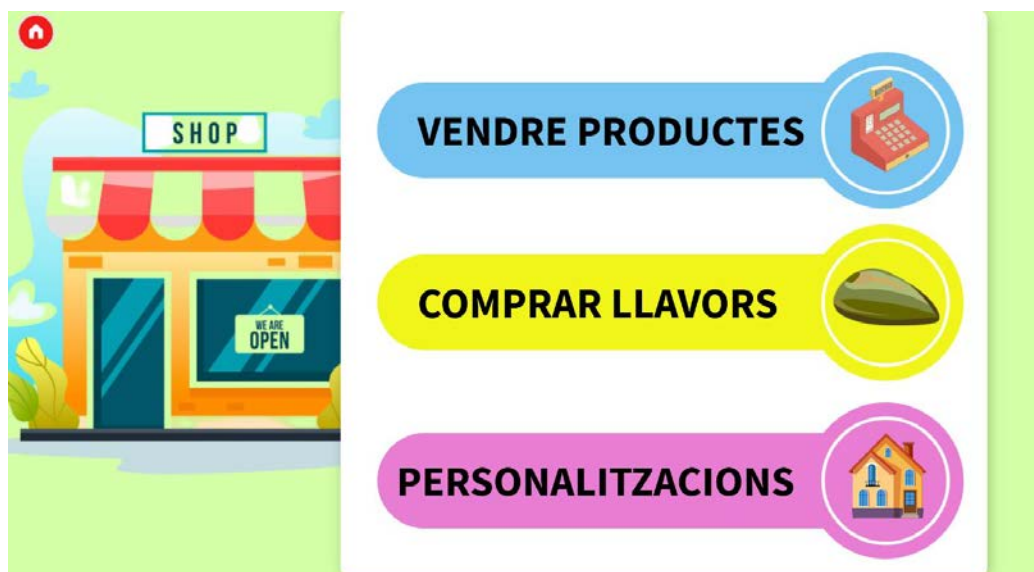 SHOP
WE ARE
OPEN
VENDRE PRODUCTES
COMPRAR LLAVORS
PERSONALITZACIONS